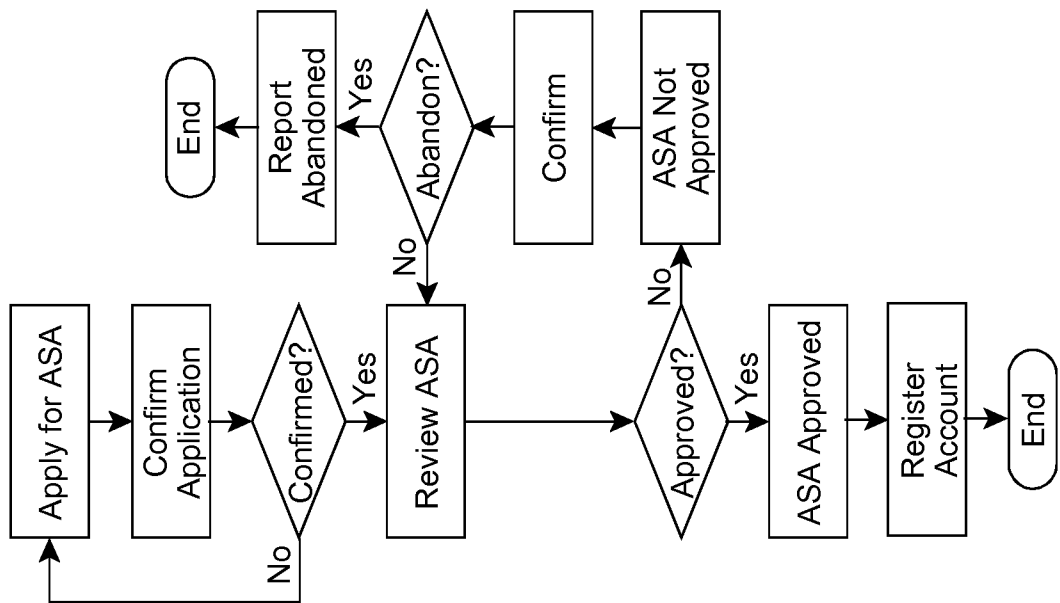 Apply for ASA
Confirm
Application
Confirmed?
No
Yes
Review ASA
Approved?
No
Yes
ASA Approved
Register
Account
End
ASA Not
Approved
Confirm
Abandon?
No
Yes
Report
Abandoned
End